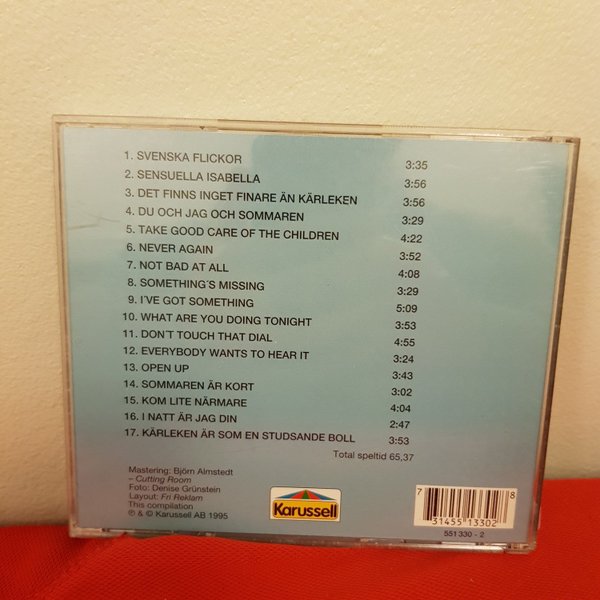 1. SVENSKA FLICKOR 3:35
2. SENSUELLA ISABELLA 3:56
3. DET FINNS INGET FINARE ÄN KÄRLEKEN 3:56
4. DU OCH JAG OCH SOMMAREN 3:29
5. TAKE GOOD CARE OF THE CHILDREN 4:22
6. NEVER AGAIN 3:52
7. NOT BAD AT ALL 4:08
8. SOMETHING´S MISSING 3:29
9. I´VE GOT SOMETHING 5:09
10. WHAT ARE YOU DOING TONIGHT 3:53
11. DON´T TOUCH THAT DIAL 4:55
12. EVERYBODY WANTS TO HEAR IT 3:24
13. OPEN UP 3:43
14. SOMMAREN ÄR KORT 3:02
15. KOM LITE NÄRMARE 4:04
16. I NATT ÄR JAG DIN 2:47
17. KÄRLEKEN ÄR SOM EN STUDSANDE BOLL 3:53
Total speltid 65,37
Mastering: Björn Almstedt
– Cutting Room
Foto: Denise Grünstein
Layout: Fri Reklam
This compilation
℗ & © Karussell AB 1995
Karussell
7 31455 13302 8
551 330 - 2